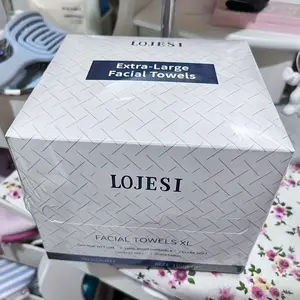 LOJESI
Extra-Large
Facial Towels
LOJESI
FACIAL TOWELS XL